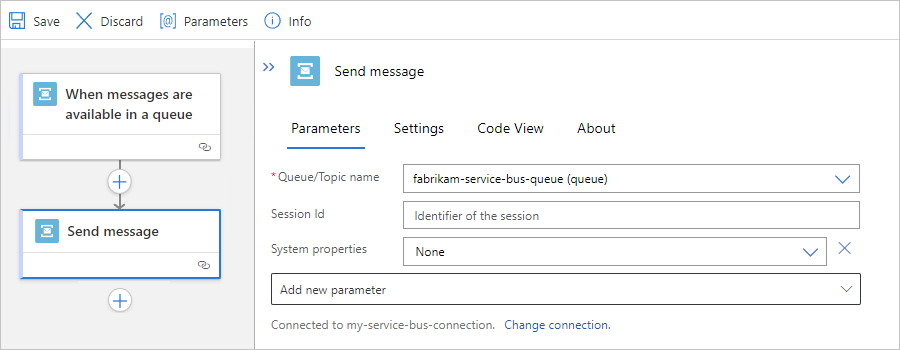 Save Discard Parameters Info
When messages are
available in a queue
Send message
Send message
Parameters Settings Code View About
* Queue/Topic name fabrikam-service-bus-queue (queue)
Session Id Identifier of the session
System properties None
Add new parameter
Connected to my-service-bus-connection. Change connection.